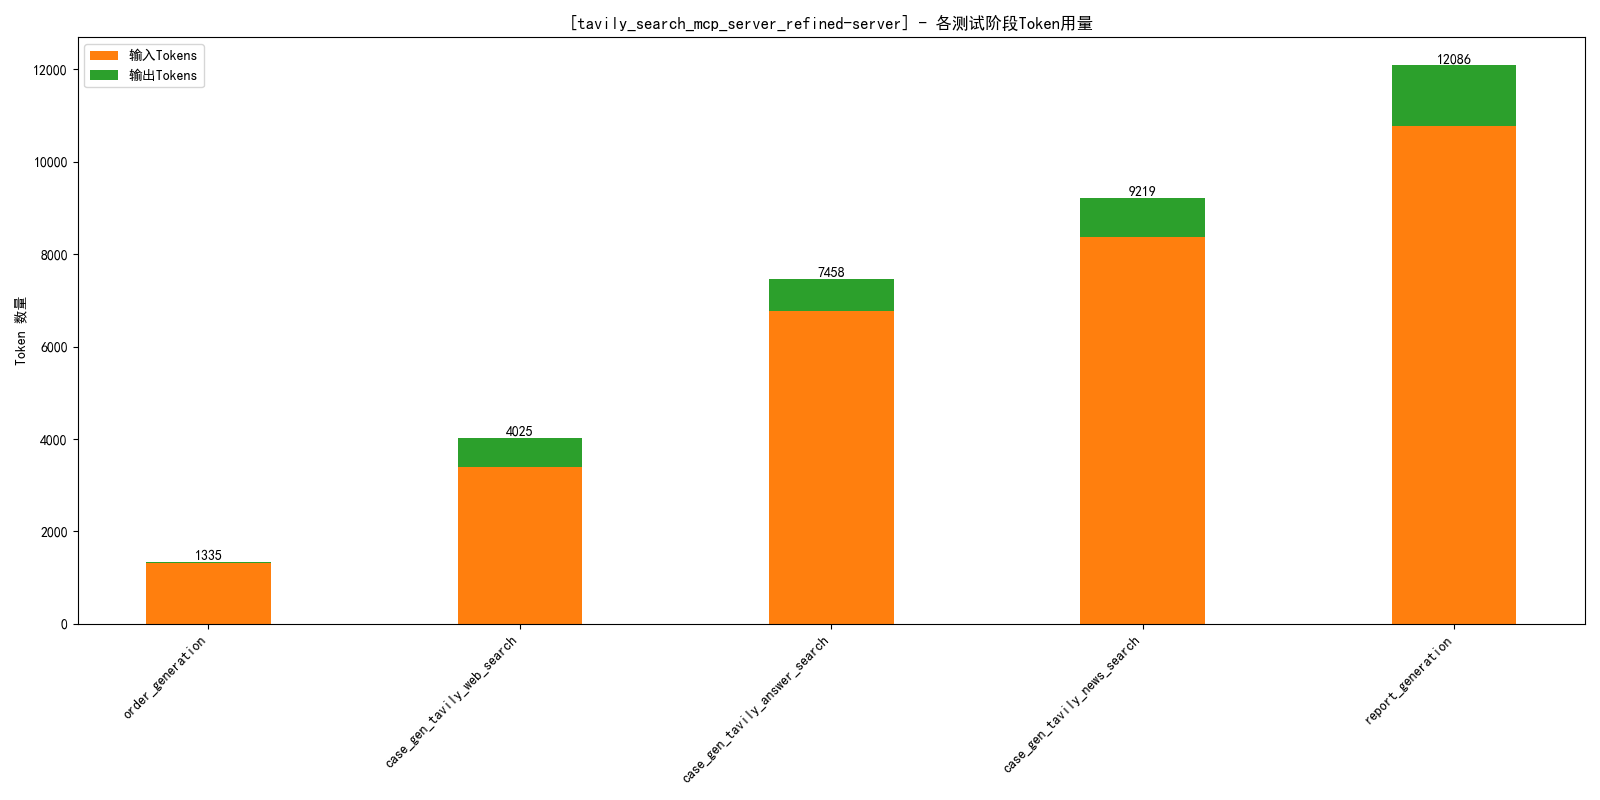 [tavily_search_mcp_server_refined-server] - 各测试阶段Token用量
输入Tokens
输出Tokens
Token 数量
12000
10000
8000
6000
4000
2000
0
1335
4025
7458
9219
12086
order_generation
case_gen_tavily_web_search
case_gen_tavily_answer_search
case_gen_tavily_news_search
report_generation